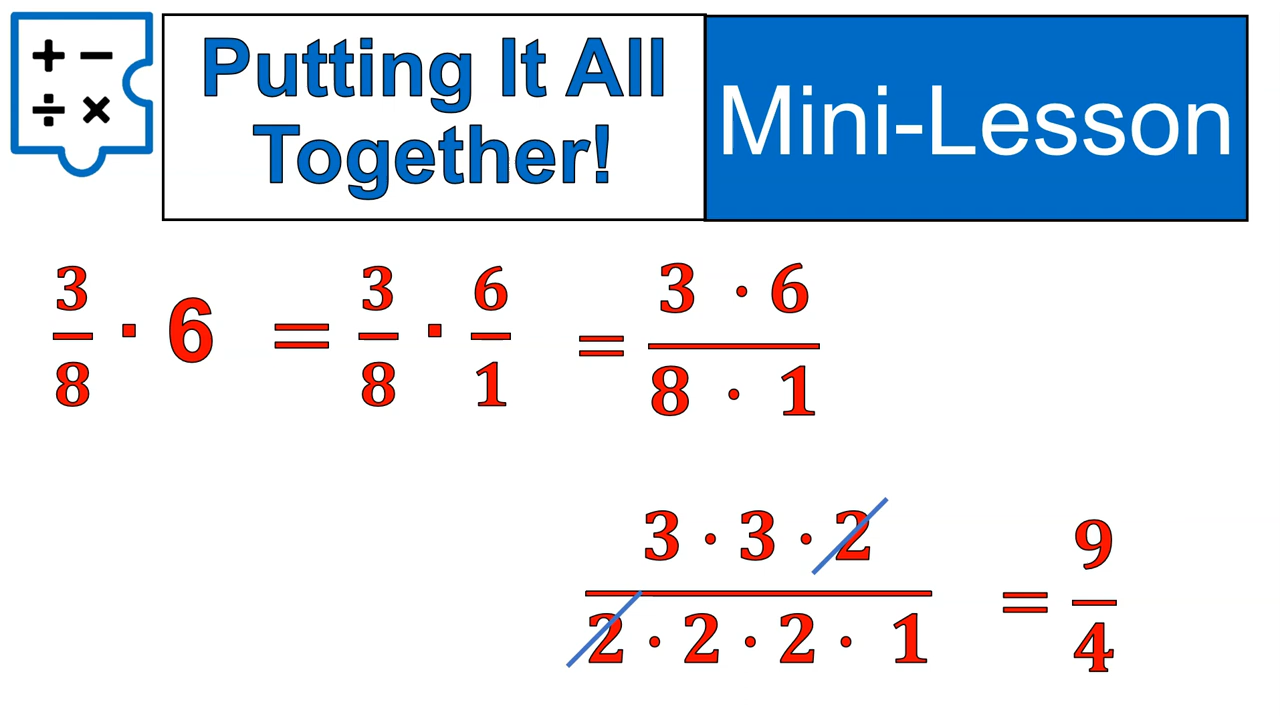 + −
÷ ×
Putting It All
Together!
Mini-Lesson
3/8 · 6 = 3/8 · 6/1 = 3 · 6 / 8 · 1
3 · 3 · 2 / 2 · 2 · 2 · 1 = 9/4